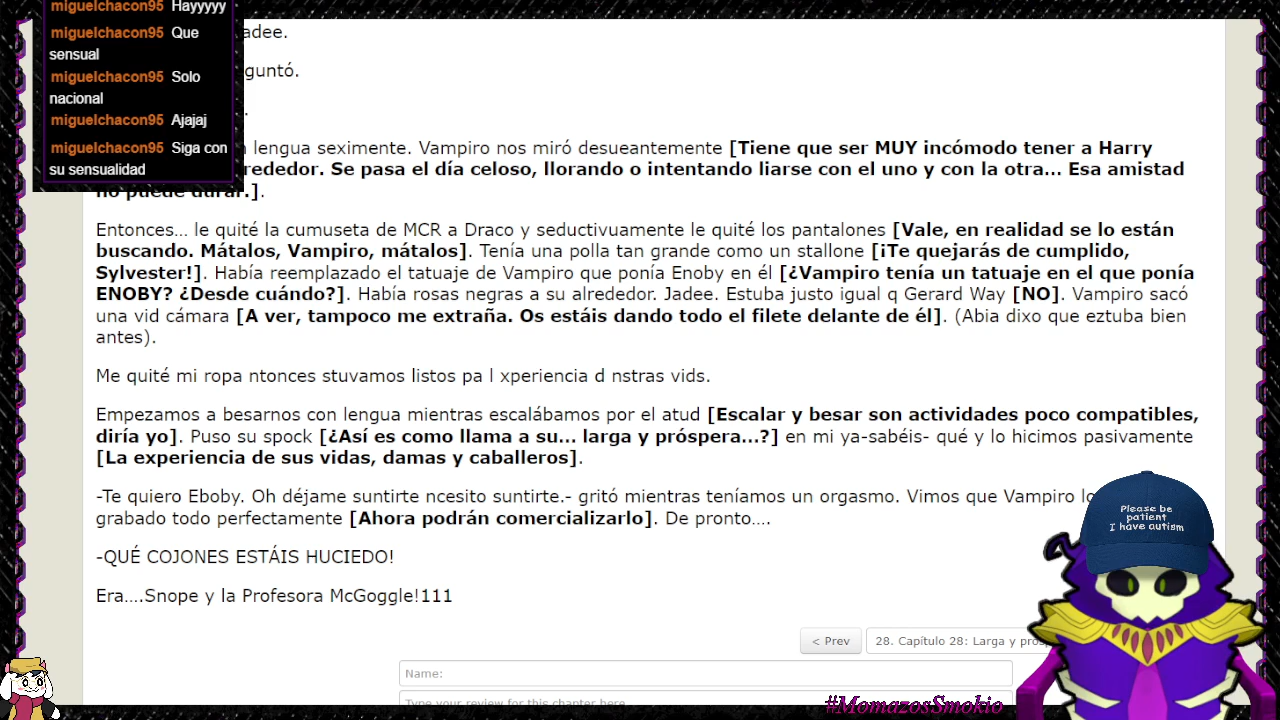 miguelchacon95 Hayyyyy
miguelchacon95 Que
sensual
miguelchacon95 Solo
nacional
miguelchacon95 Ajajaj
miguelchacon95 Siga con
su sensualidad
adee.
guntó.
.
lengua seximente. Vampiro nos miró desueantemente [Tiene que ser MUY incómodo tener a Harry
rededor. Se pasa el día celoso, llorando o intentando liarse con el uno y con la otra... Esa amistad
no puede durar.].
Entonces… le quité la cumuseta de MCR a Draco y seductivuamente le quité los pantalones [Vale, en realidad se lo están
buscando. Mátalos, Vampiro, mátalos]. Tenía una polla tan grande como un stallone [¡Te quejarás de cumplido,
Sylvester!]. Había reemplazado el tatuaje de Vampiro que ponía Enoby en él [¿Vampiro tenía un tatuaje en el que ponía
ENOBY? ¿Desde cuándo?]. Había rosas negras a su alrededor. Jadee. Estuba justo igual q Gerard Way [NO]. Vampiro sacó
una vid cámara [A ver, tampoco me extraña. Os estáis dando todo el filete delante de él]. (Abia dixo que eztuba bien
antes).
Me quité mi ropa ntonces stuvamos listos pa l xperiencia d nstras vids.
Empezamos a besarnos con lengua mientras escalábamos por el atud [Escalar y besar son actividades poco compatibles,
diría yo]. Puso su spock [¿Así es como llama a su... larga y próspera...?] en mi ya-sabéis- qué y lo hicimos pasivamente
[La experiencia de sus vidas, damas y caballeros].
-Te quiero Eboby. Oh déjame suntirte ncesito suntirte.- gritó mientras teníamos un orgasmo. Vimos que Vampiro lo
grabado todo perfectamente [Ahora podrán comercializarlo]. De pronto….
-QUÉ COJONES ESTÁIS HUCIEDO!
Era….Snope y la Profesora McGoggle!111
< Prev
28. Capítulo 28: Larga y prós
Name:
Type your review for this chapter here
Please be
patient
I have autism
#MomazosSmokio